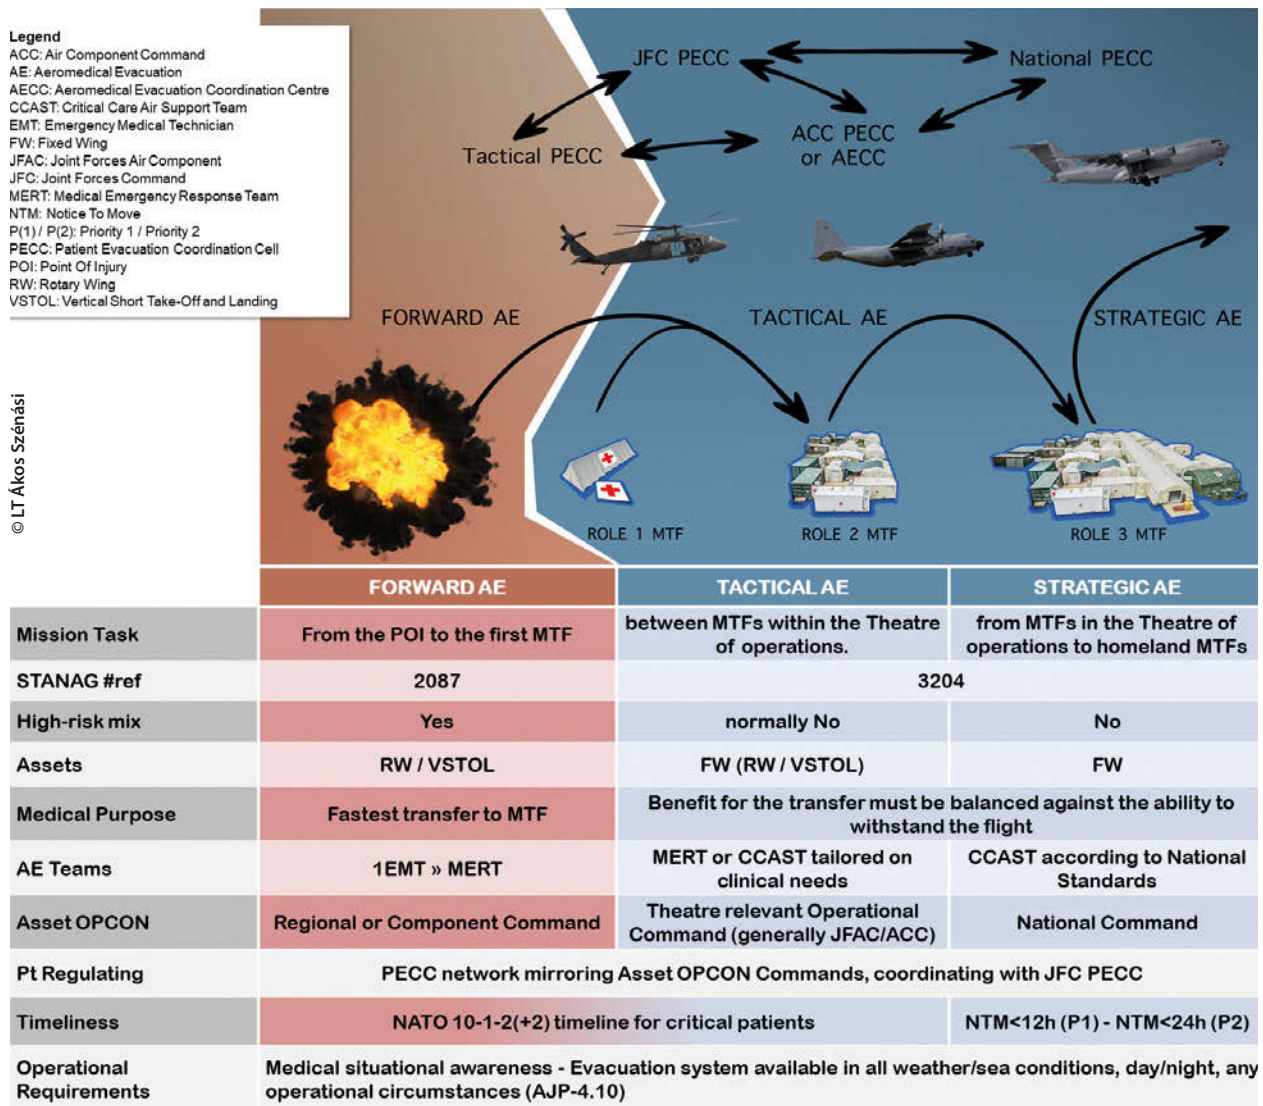 Legend
ACC: Air Component Command
AE: Aeromedical Evacuation
AECC: Aeromedical Evacuation Coordination Centre
CCAST: Critical Care Air Support Team
EMT: Emergency Medical Technician
FW: Fixed Wing
JFAC: Joint Forces Air Component
JFC: Joint Forces Command
MERT: Medical Emergency Response Team
NTM: Notice To Move
P(1) / P(2): Priority 1 / Priority 2
PECC: Patient Evacuation Coordination Cell
POI: Point Of Injury
RW: Rotary Wing
VSTOL: Vertical Short Take-Off and Landing
JFC PECC
National PECC
Tactical PECC
ACC PECC
or AECC
FORWARD AE
TACTICAL AE
STRATEGIC AE
ROLE 1 MTF
ROLE 2 MTF
ROLE 3 MTF
© LT Ákos Szénási
FORWARD AE
TACTICAL AE
STRATEGIC AE
Mission Task
From the POI to the first MTF
between MTFs within the Theatre
of operations.
from MTFs in the Theatre of
operations to homeland MTFs
STANAG #ref
2087
3204
High-risk mix
Yes
normally No
No
Assets
RW / VSTOL
FW (RW / VSTOL)
FW
Medical Purpose
Fastest transfer to MTF
Benefit for the transfer must be balanced against the ability to
withstand the flight
AE Teams
1EMT » MERT
MERT or CCAST tailored on
clinical needs
CCAST according to National
Standards
Asset OPCON
Regional or Component Command
Theatre relevant Operational
Command (generally JFAC/ACC)
National Command
Pt Regulating
PECC network mirroring Asset OPCON Commands, coordinating with JFC PECC
Timeliness
NATO 10-1-2(+2) timeline for critical patients
NTM<12h (P1) - NTM<24h (P2)
Operational
Requirements
Medical situational awareness - Evacuation system available in all weather/sea conditions, day/night, any
operational circumstances (AJP-4.10)